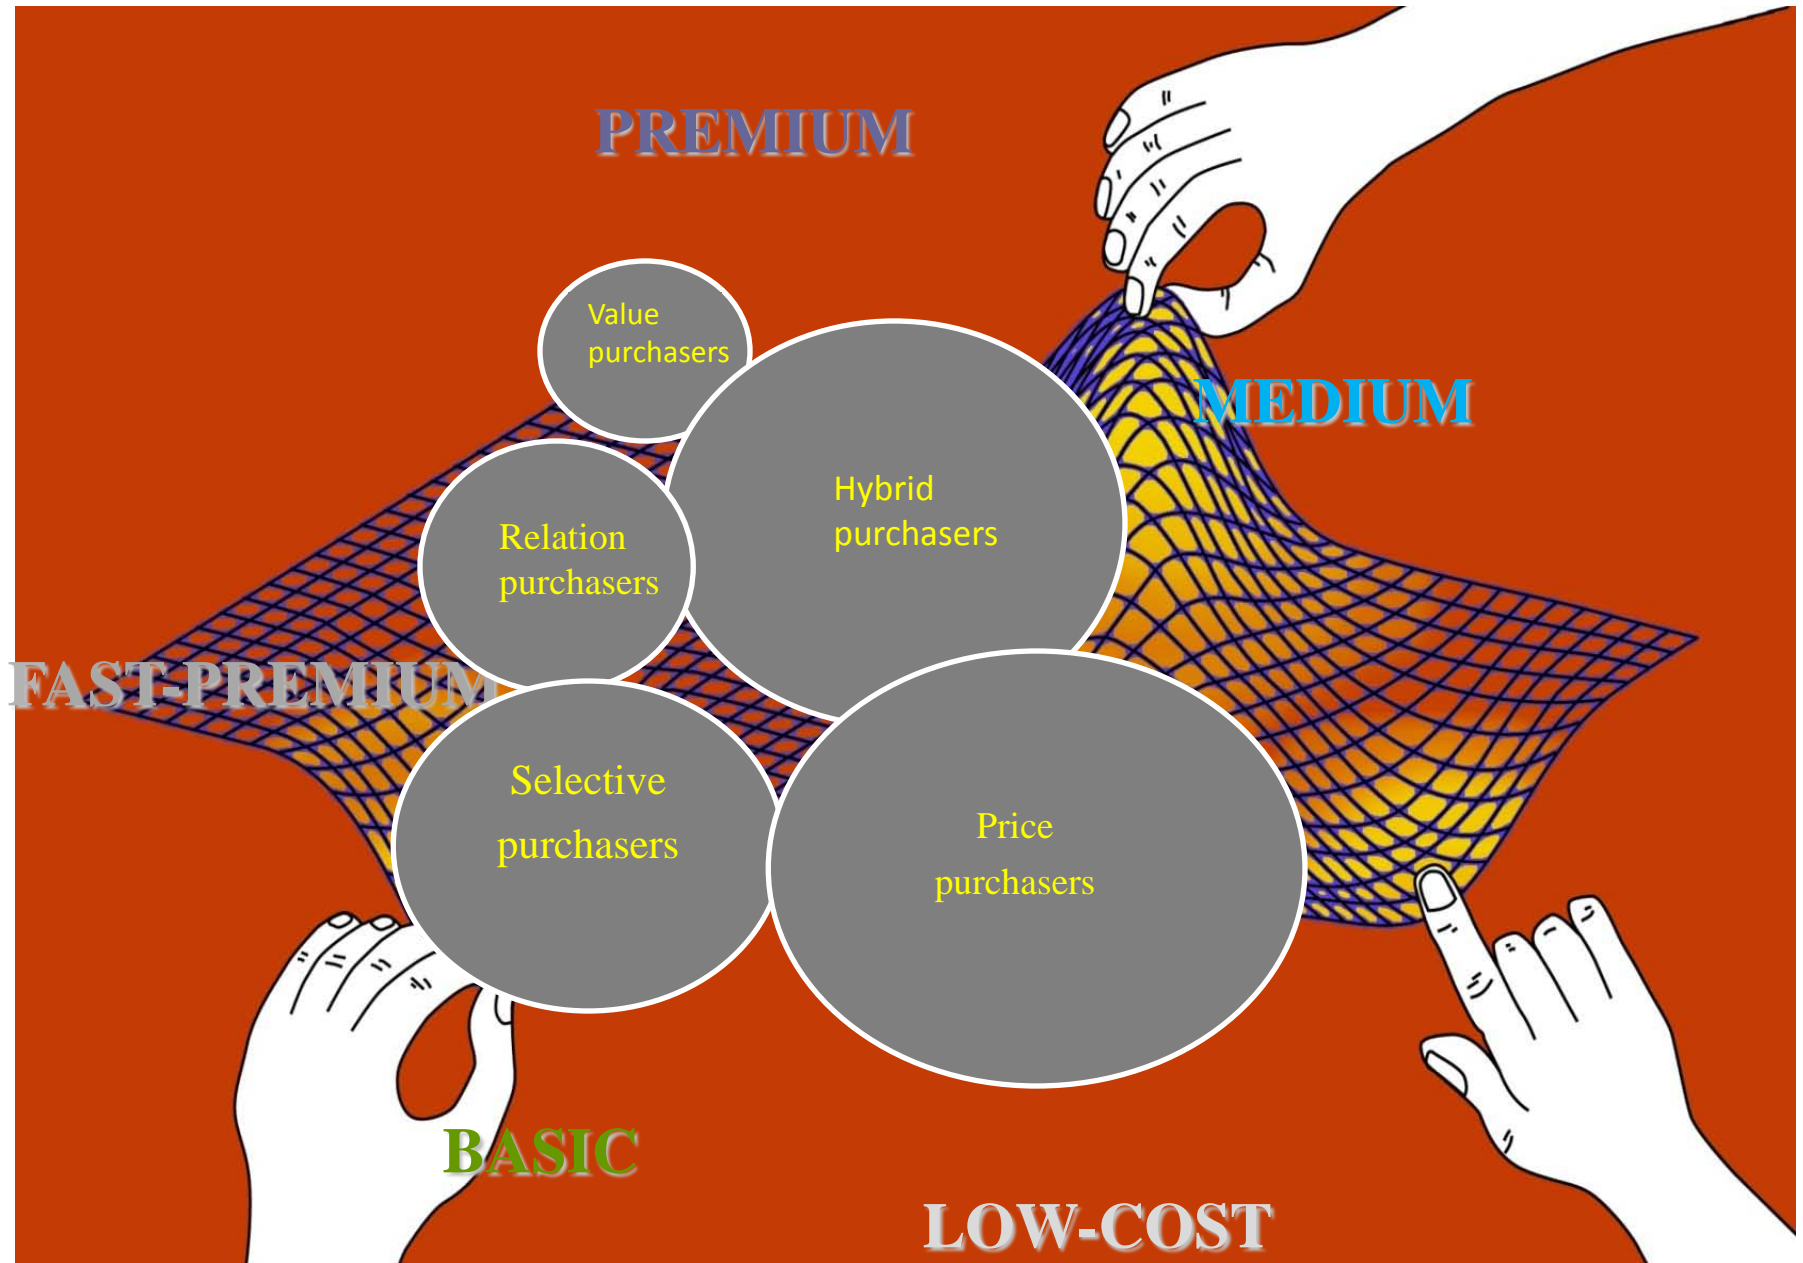 PREMIUM
Value
purchasers
MEDIUM
Hybrid
purchasers
Relation
purchasers
FAST-PREMIUM
Selective
purchasers
Price
purchasers
BASIC
LOW-COST